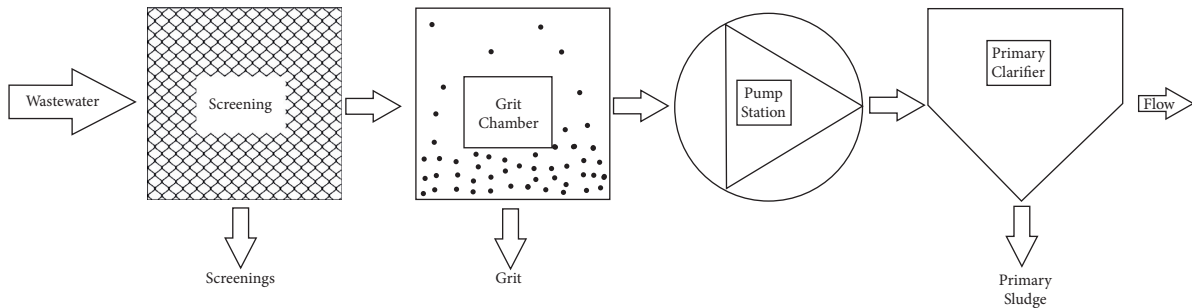 Wastewater
Screening
Grit
Chamber
Pump
Station
Primary
Clarifier
Flow
Screenings
Grit
Primary
Sludge